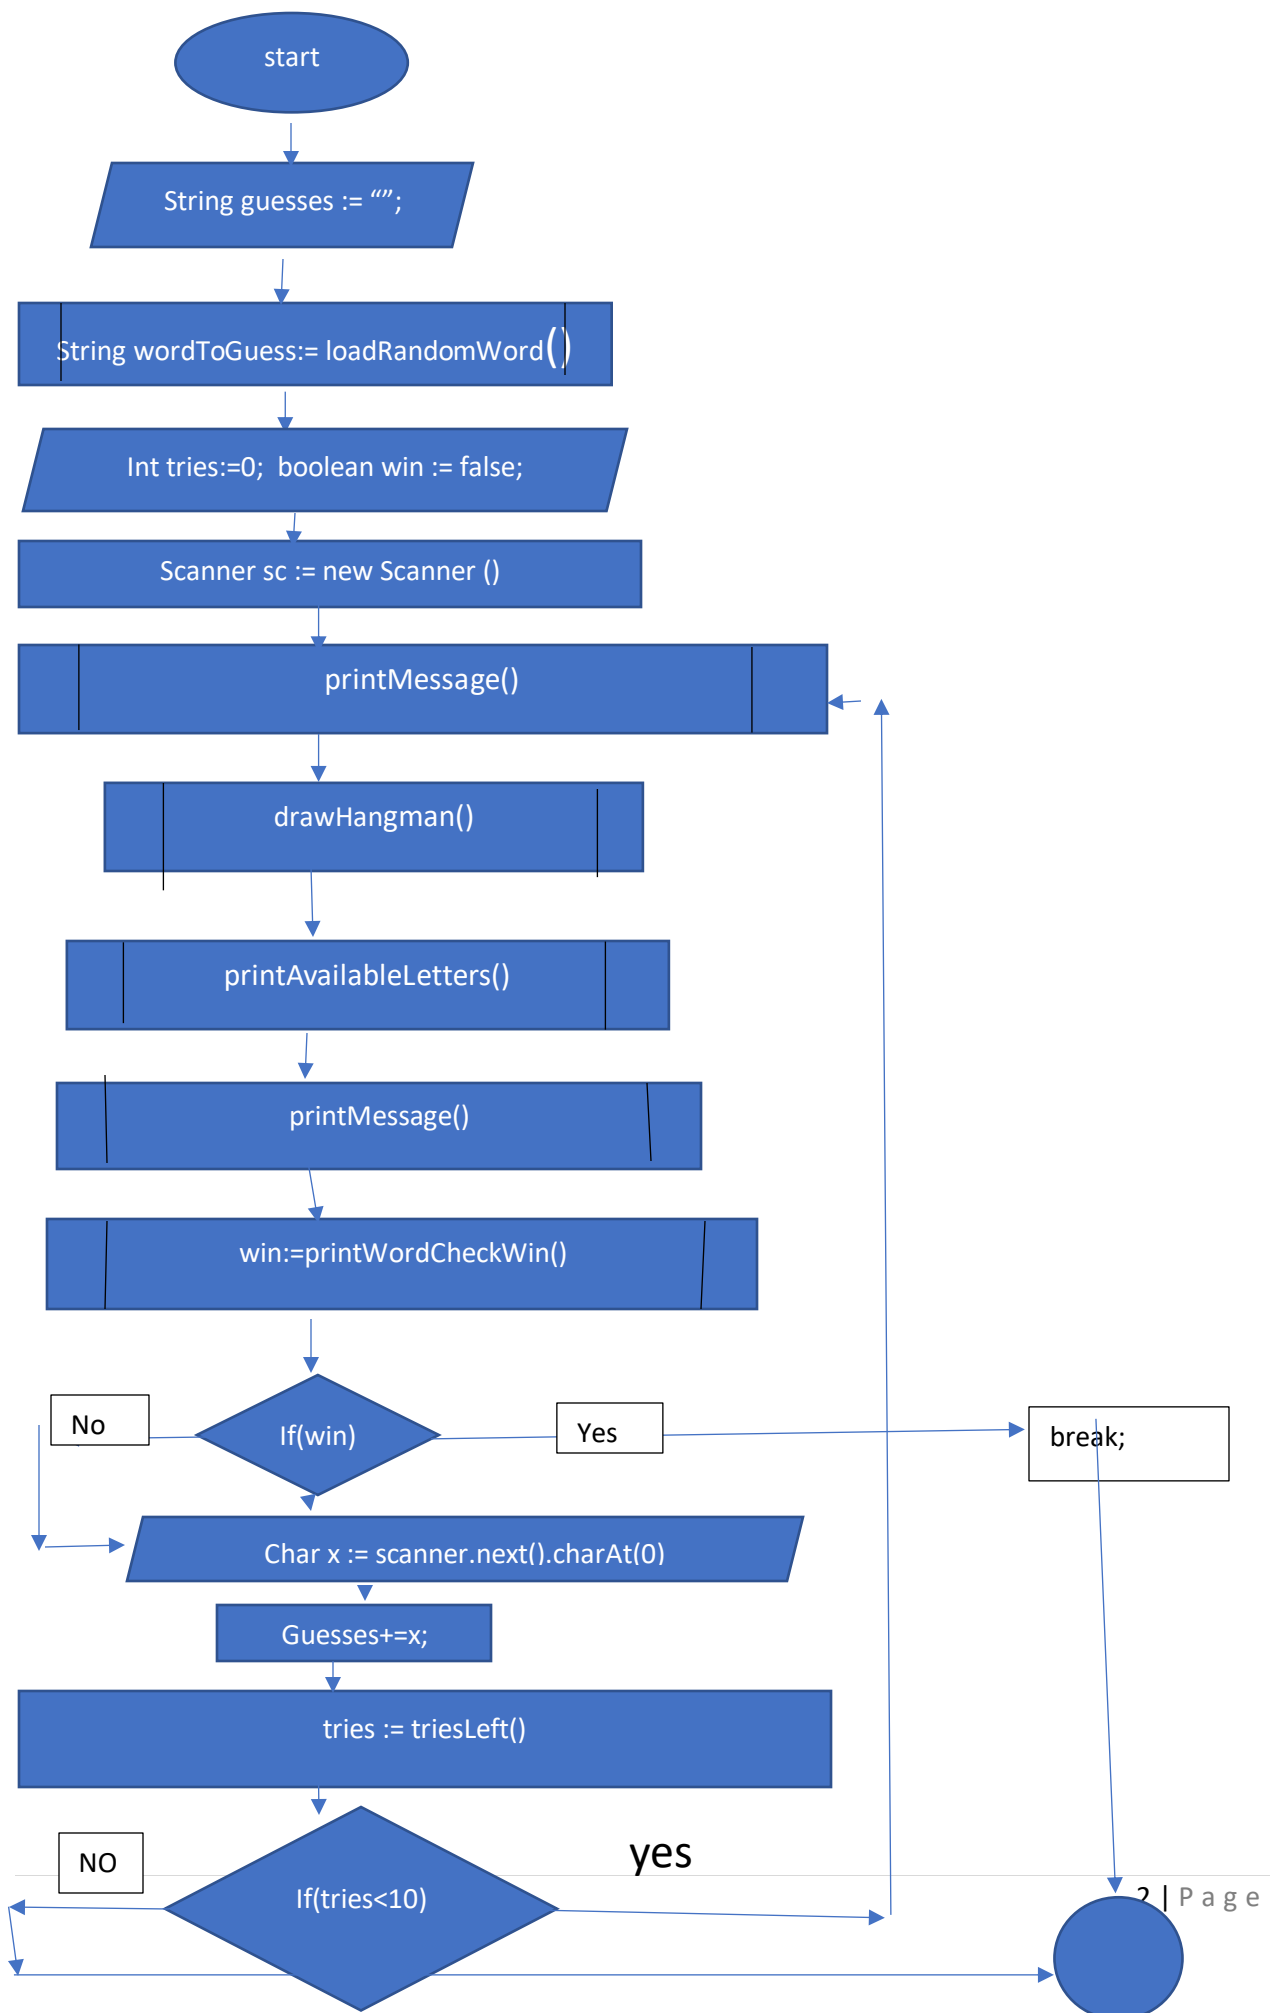 start
String guesses := “”;
String wordToGuess:= loadRandomWord()
Int tries:=0;  boolean win := false;
Scanner sc := new Scanner ()
printMessage()
drawHangman()
printAvailableLetters()
printMessage()
win:=printWordCheckWin()
No
If(win)
Yes
break;
Char x := scanner.next().charAt(0)
Guesses+=x;
tries := triesLeft()
yes
NO
If(tries<10)
2 | Page